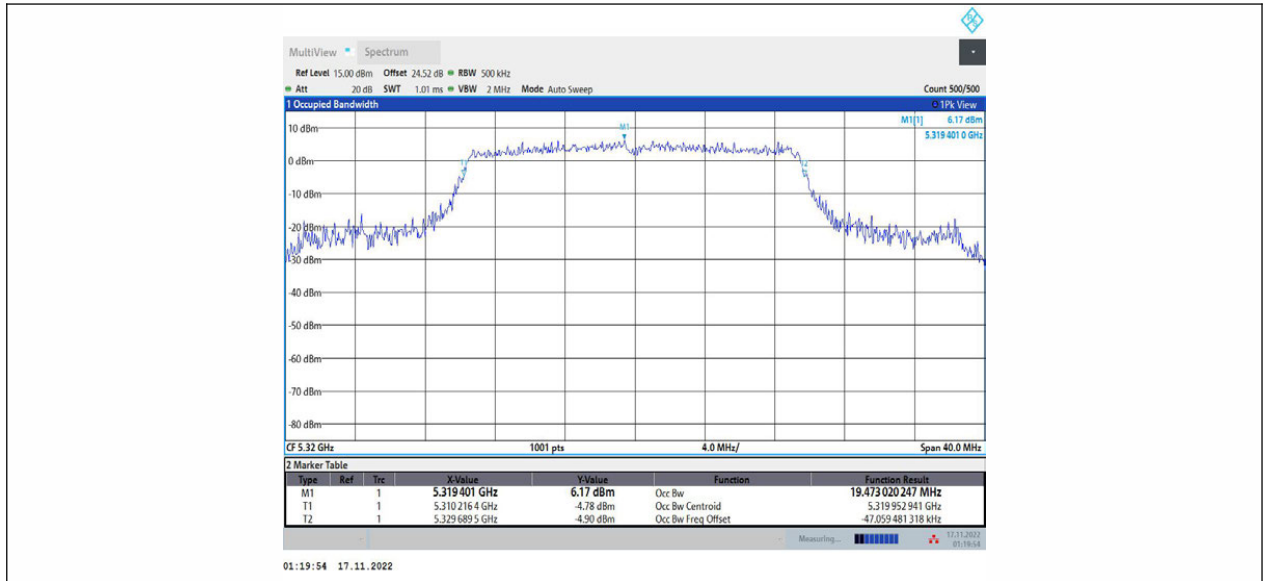 MultiView Spectrum
Ref Level 15.00 dBm Offset 24.52 dB RBW 500 kHz
Att 20 dB SWT 1.01 ms VBW 2 MHz Mode Auto Sweep Count 500/500
1 Occupied Bandwidth 1Pk View
M1[1] 6.17 dBm
5.319 401 0 GHz
10 dBm
M1
0 dBm
T1
T2
-10 dBm
-20 dBm
-30 dBm
-40 dBm
-50 dBm
-60 dBm
-70 dBm
-80 dBm
CF 5.32 GHz 1001 pts 4.0 MHz/ Span 40.0 MHz
2 Marker Table
Type Ref Trc X-Value Y-Value Function Function Result
M1 1 5.319 401 GHz 6.17 dBm Occ Bw 19.473 020 247 MHz
T1 1 5.310 216 4 GHz -4.78 dBm Occ Bw Centroid 5.319 952 941 GHz
T2 1 5.329 689 5 GHz -4.90 dBm Occ Bw Freq Offset -47.059 481 318 kHz
Measuring... 17.11.2022
01:19:54
01:19:54 17.11.2022